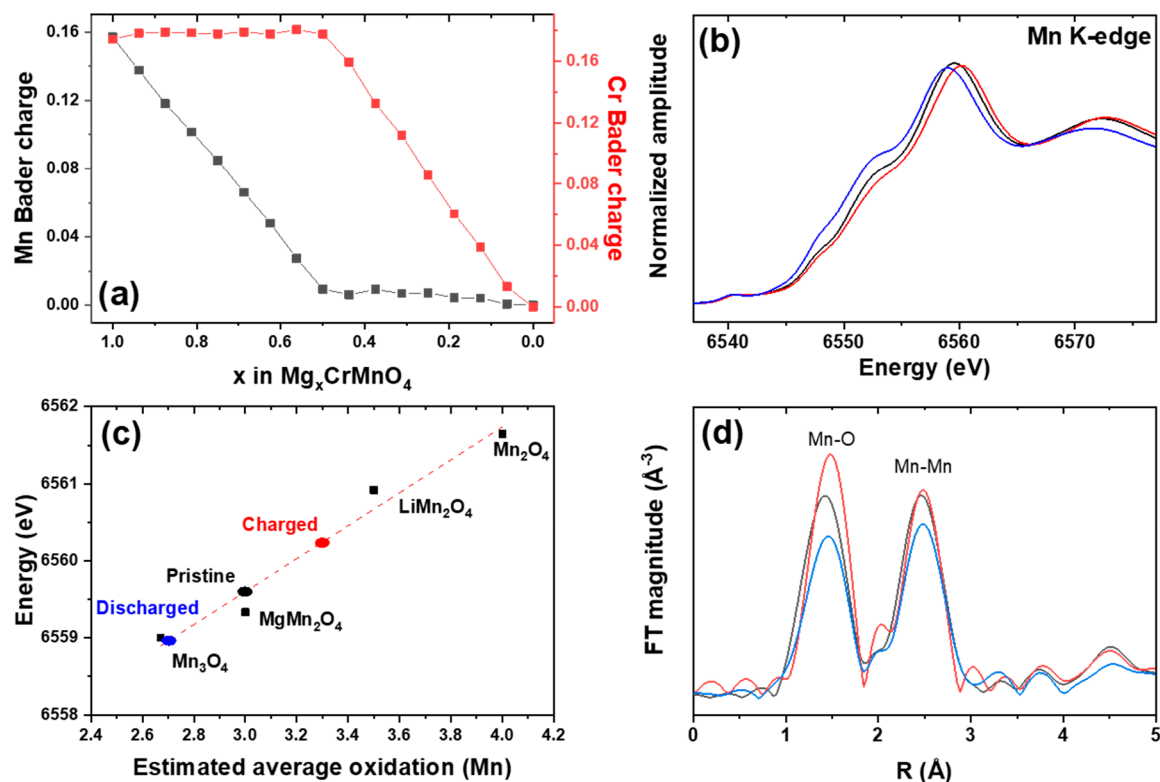 (a)
Mn Bader charge
0.16
0.12
0.08
0.04
0.00
1.0 0.8 0.6 0.4 0.2 0.0
x in MgₓCrMnO₄
0.16
0.12
0.08
0.04
0.00
Cr Bader charge
(b)
Mn K-edge
Normalized amplitude
6540 6550 6560 6570
Energy (eV)
(c)
Energy (eV)
6562
6561
6560
6559
6558
Mn₂O₄
LiMn₂O₄
Charged
Pristine
MgMn₂O₄
Discharged
Mn₃O₄
2.4 2.6 2.8 3.0 3.2 3.4 3.6 3.8 4.0 4.2
Estimated average oxidation (Mn)
(d)
Mn-O
Mn-Mn
FT magnitude (Å⁻³)
0 1 2 3 4 5
R (Å)